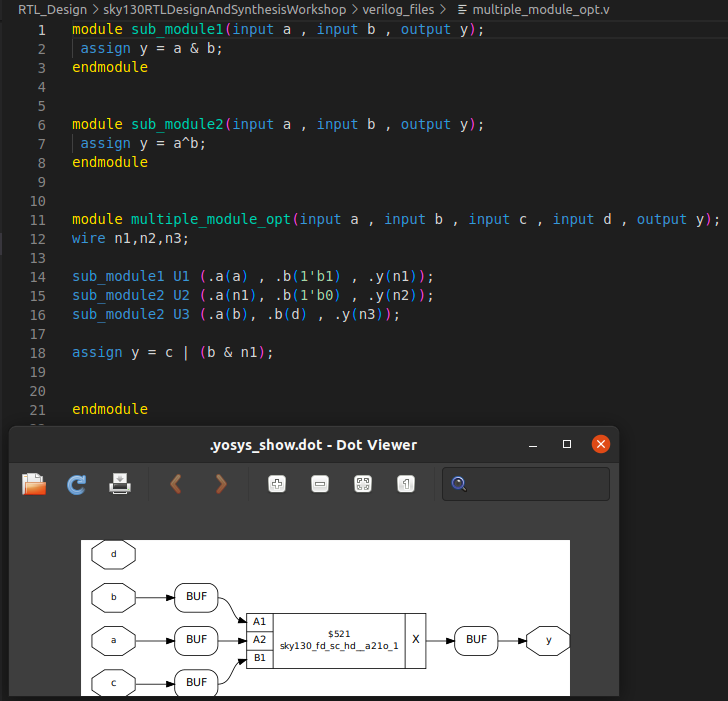 RTL_Design > sky130RTLDesignAndSynthesisWorkshop > verilog_files > multiple_module_opt.v
1 module sub_module1(input a , input b , output y);
2 assign y = a & b;
3 endmodule
4
5
6 module sub_module2(input a , input b , output y);
7 assign y = a^b;
8 endmodule
9
10
11 module multiple_module_opt(input a , input b , input c , input d , output y);
12 wire n1,n2,n3;
13
14 sub_module1 U1 (.a(a) , .b(1'b1) , .y(n1));
15 sub_module2 U2 (.a(n1), .b(1'b0) , .y(n2));
16 sub_module2 U3 (.a(b), .b(d) , .y(n3));
17
18 assign y = c | (b & n1);
19
20
21 endmodule
.yosys_show.dot - Dot Viewer
d
b BUF
A1
a BUF A2 $521 X BUF y
sky130_fd_sc_hd__a21o_1
B1
c BUF